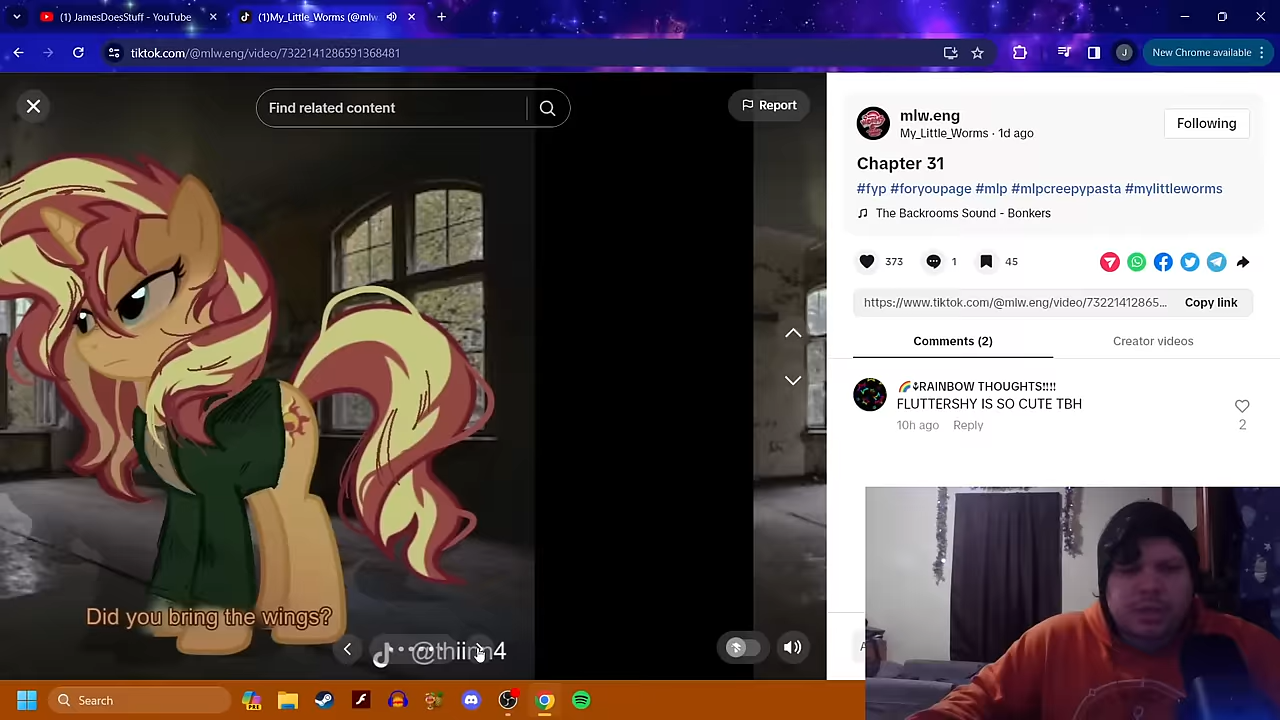 (1) JamesDoesStuff - YouTube
(1)My_Little_Worms (@mlw
tiktok.com/@mlw.eng/video/7322141286591368481
J
New Chrome available
Find related content
Report
mlw.eng
My_Little_Worms · 1d ago
Following
Chapter 31
#fyp #foryoupage #mlp #mlpcreepypasta #mylittleworms
The Backrooms Sound - Bonkers
373
1
45
https://www.tiktok.com/@mlw.eng/video/73221412865...
Copy link
Comments (2)
Creator videos
RAINBOW THOUGHTS!!!!
FLUTTERSHY IS SO CUTE TBH
10h ago
Reply
2
Did you bring the wings?
Search
PRE